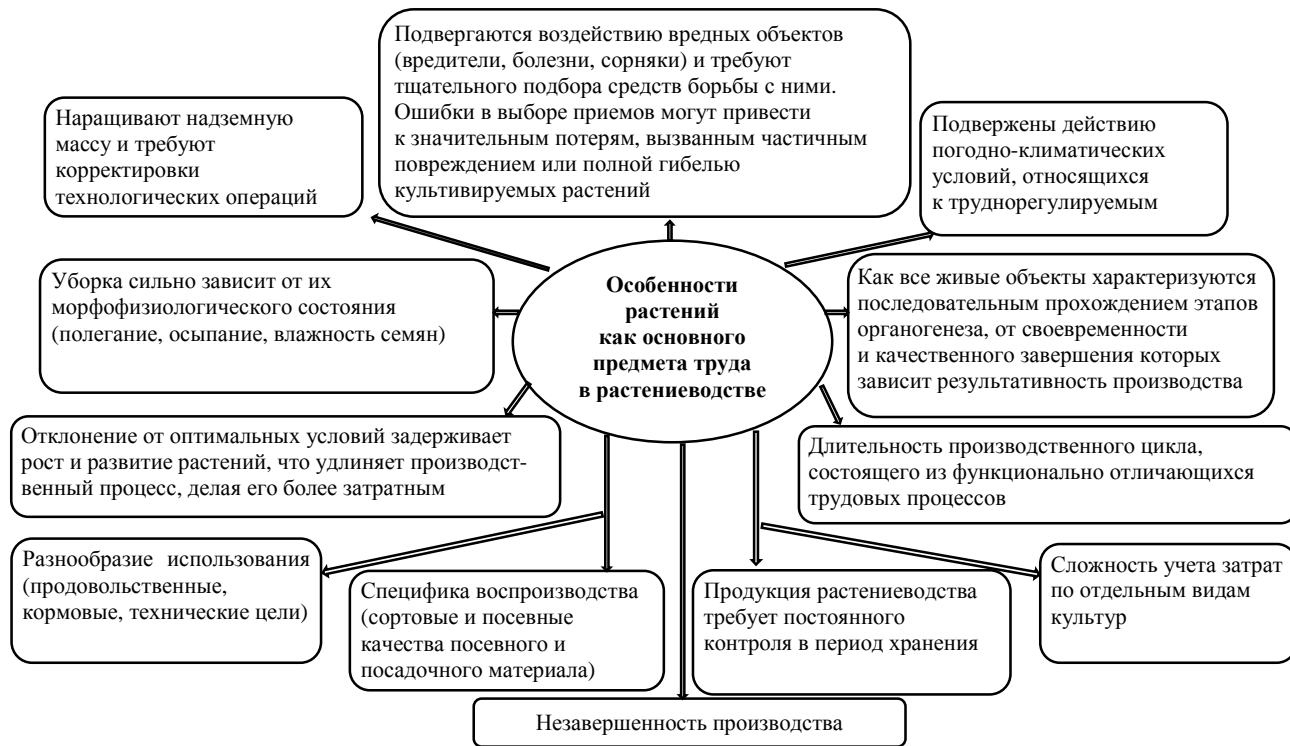 Подвергаются воздействию вредных объектов
(вредители, болезни, сорняки) и требуют
тщательного подбора средств борьбы с ними.
Ошибки в выборе приемов могут привести
к значительным потерям, вызванным частичным
повреждением или полной гибелью
культивируемых растений
Наращивают надземную
массу и требуют
корректировки
технологических операций
Подвержены действию
погодно-климатических
условий, относящихся
к труднорегулируемым
Уборка сильно зависит от их
морфофизиологического состояния
(полегание, осыпание, влажность семян)
Особенности
растений
как основного
предмета труда
в растениеводстве
Как все живые объекты характеризуются
последовательным прохождением этапов
органогенеза, от своевременности
и качественного завершения которых
зависит результативность производства
Отклонение от оптимальных условий задерживает
рост и развитие растений, что удлиняет производст-
венный процесс, делая его более затратным
Длительность производственного цикла,
состоящего из функционально отличающихся
трудовых процессов
Разнообразие использования
(продовольственные,
кормовые, технические цели)
Специфика воспроизводства
(сортовые и посевные
качества посевного и
посадочного материала)
Продукция растениеводства
требует постоянного
контроля в период хранения
Сложность учета затрат
по отдельным видам
культур
Незавершенность производства